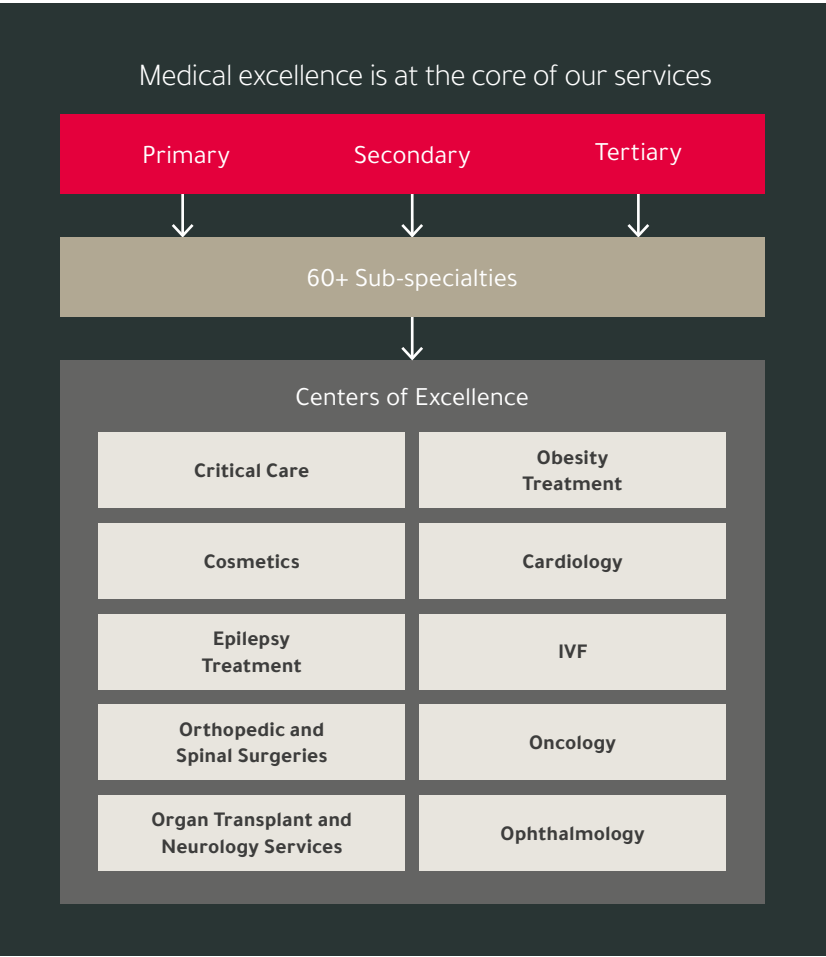 Medical excellence is at the core of our services
Primary
Secondary
Tertiary
60+ Sub-specialties
Centers of Excellence
Critical Care
Obesity
Treatment
Cosmetics
Cardiology
Epilepsy
Treatment
IVF
Orthopedic and
Spinal Surgeries
Oncology
Organ Transplant and
Neurology Services
Ophthalmology